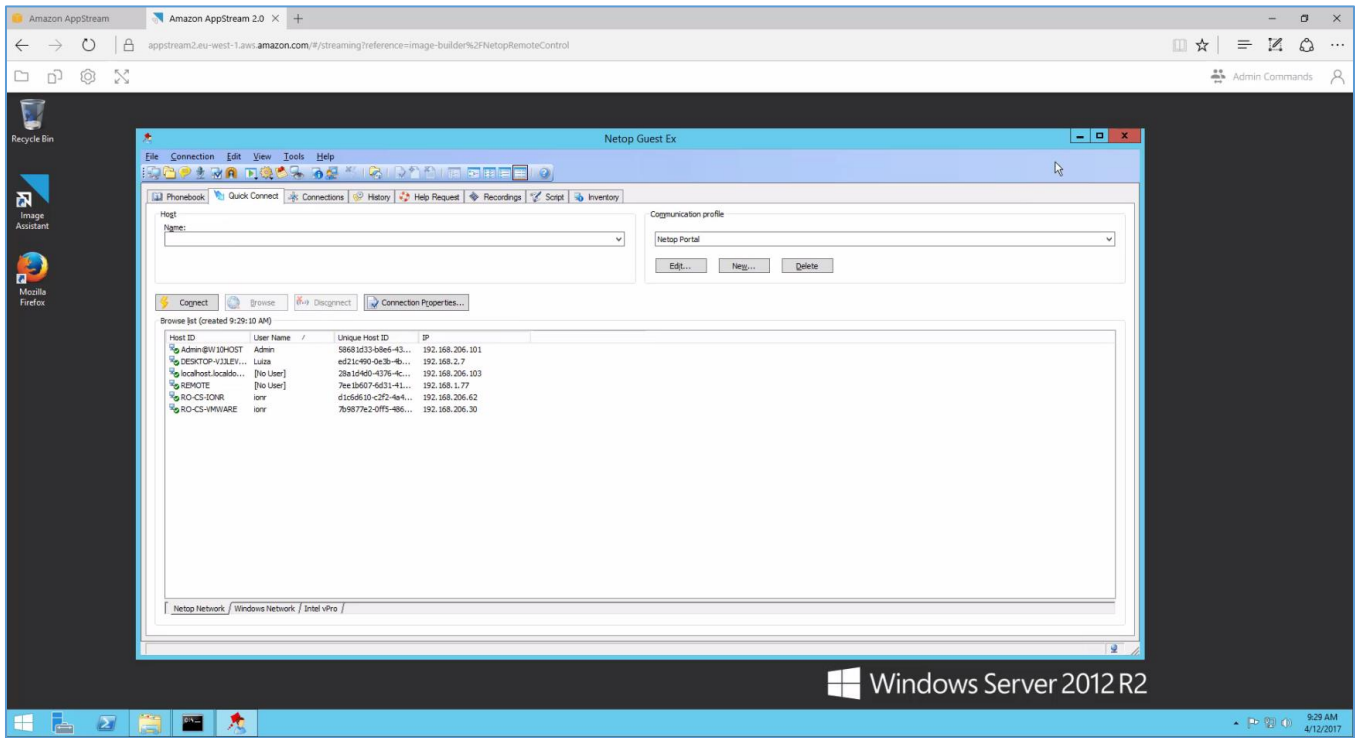 Amazon AppStream
Amazon AppStream 2.0
appstream2.eu-west-1.aws.amazon.com/#/streaming?reference=image-builder%2FNetopRemoteControl
Admin Commands
Recycle Bin
Image Assistant
Mozilla Firefox
Netop Guest Ex
File Connection Edit View Tools Help
Phonebook Quick Connect Connections History Help Request Recordings Script Inventory
Host
Name:
Communication profile
Netop Portal
Edit... New... Delete
Connect Browse Disconnect Connection Properties...
Browse list (created 9:29:10 AM)
Host ID User Name / Unique Host ID IP
Admin@W10HOST Admin 58681d33-b8e6-43... 192.168.206.101
DESKTOP-VJJLEV... Luiza ed21c490-0e3b-4b... 192.168.2.7
localhost.localdo... [No User] 28a1d4d0-4376-4c... 192.168.206.103
REMOTE [No User] 7ee1b607-6d31-41... 192.168.1.77
RO-CS-IONR ionr d1c6d610-c2f2-4a4... 192.168.206.62
RO-CS-VMWARE ionr 7b9877e2-0ff5-486... 192.168.206.30
Netop Network / Windows Network / Intel vPro /
Windows Server 2012 R2
9:29 AM
4/12/2017